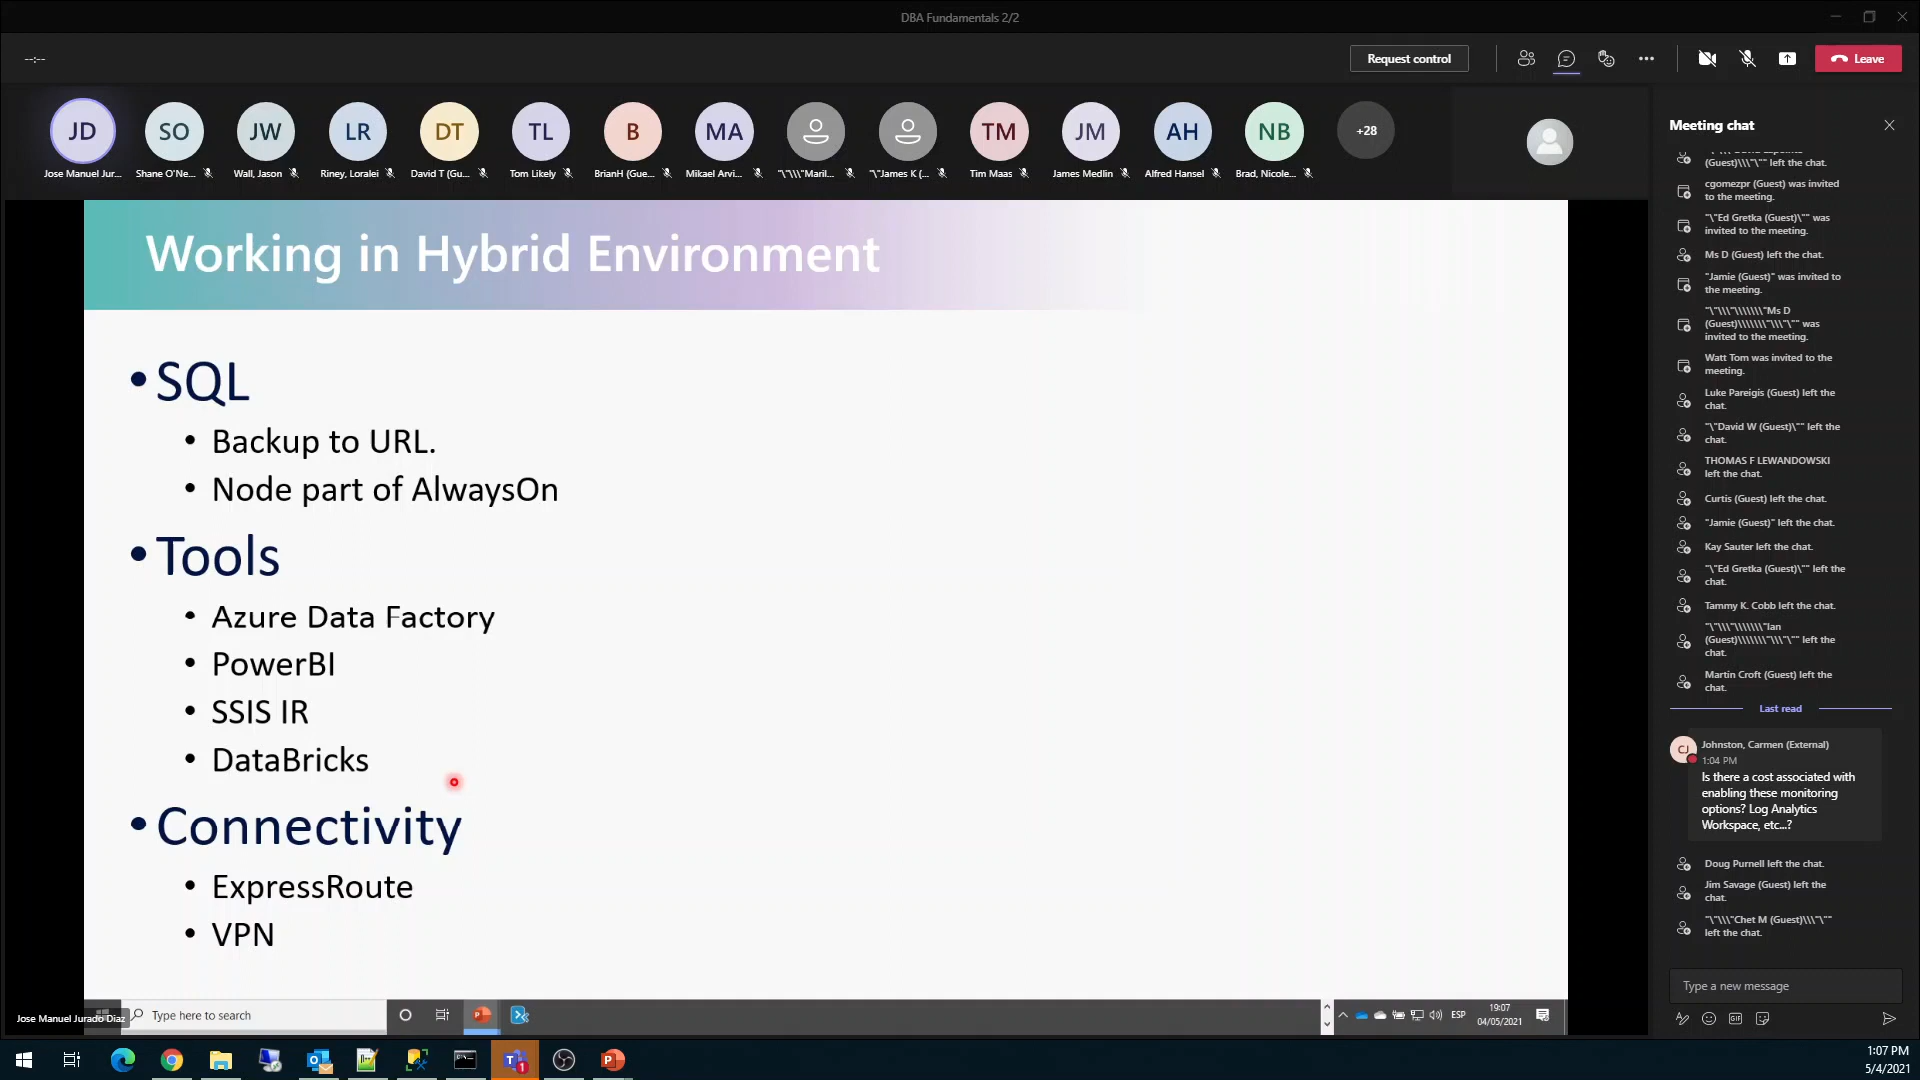 DBA Fundamentals 2/2
--:--
Request control
Leave
JD
SO
JW
LR
DT
TL
B
MA
TM
JM
AH
NB
+28
Jose Manuel Jur...
Shane O'Ne...
Wall, Jason
Riney, Loralei
David T (Gu...
Tom Likely
BrianH (Gue...
Mikael Arvi...
"\"\\\"Maril...
"\"James K (...
Tim Maas
James Medlin
Alfred Hansel
Brad, Nicole...
Working in Hybrid Environment
•SQL
• Backup to URL.
• Node part of AlwaysOn
•Tools
• Azure Data Factory
• PowerBI
• SSIS IR
• DataBricks
•Connectivity
• ExpressRoute
• VPN
Jose Manuel Jurado Diaz
Type here to search
ESP
19:07
04/05/2021
Meeting chat
(Guest)\\\"\"" left the chat.
cgomezpr (Guest) was invited
to the meeting.
"\"Ed Gretka (Guest)\"" was
invited to the meeting.
Ms D (Guest) left the chat.
"Jamie (Guest)" was invited to
the meeting.
"\"\\\"\\\\\\\"Ms D
(Guest)\\\\\\\"\\\"\"" was
invited to the meeting.
Watt Tom was invited to the
meeting.
Luke Pareigis (Guest) left the
chat.
"\"David W (Guest)\"" left the
chat.
THOMAS F LEWANDOWSKI
left the chat.
Curtis (Guest) left the chat.
"Jamie (Guest)" left the chat.
Kay Sauter left the chat.
"\"Ed Gretka (Guest)\"" left the
chat.
Tammy K. Cobb left the chat.
"\"\\\"\\\\\\\"Ian
(Guest)\\\\\\\"\\\"\"" left the
chat.
Martin Croft (Guest) left the
chat.
Last read
CJ
Johnston, Carmen (External)
1:04 PM
Is there a cost associated with
enabling these monitoring
options? Log Analytics
Workspace, etc...?
Doug Purnell left the chat.
Jim Savage (Guest) left the
chat.
"\"\\\"Chet M (Guest)\\\"\""
left the chat.
Type a new message
1:07 PM
5/4/2021